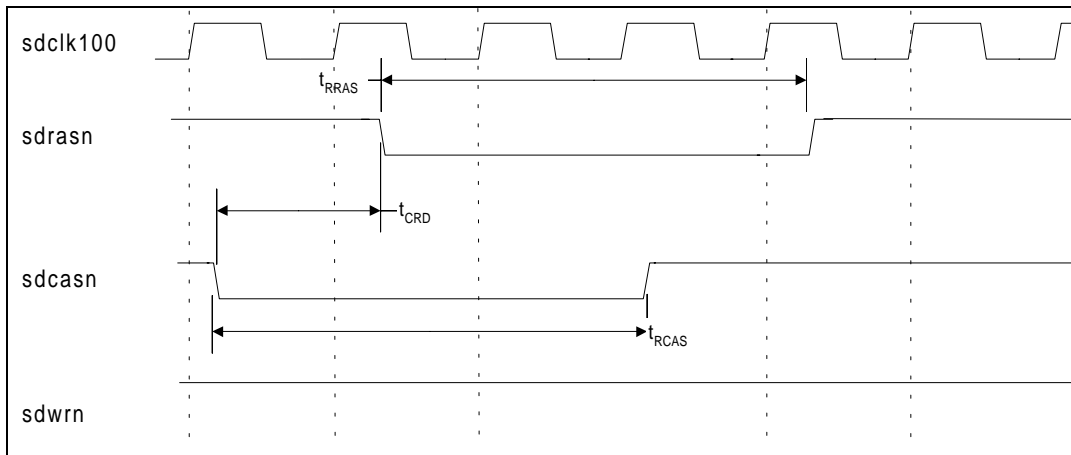 sdclk100
tRRAS
sdrasn
tCRD
sdcasn
tRCAS
sdwrn